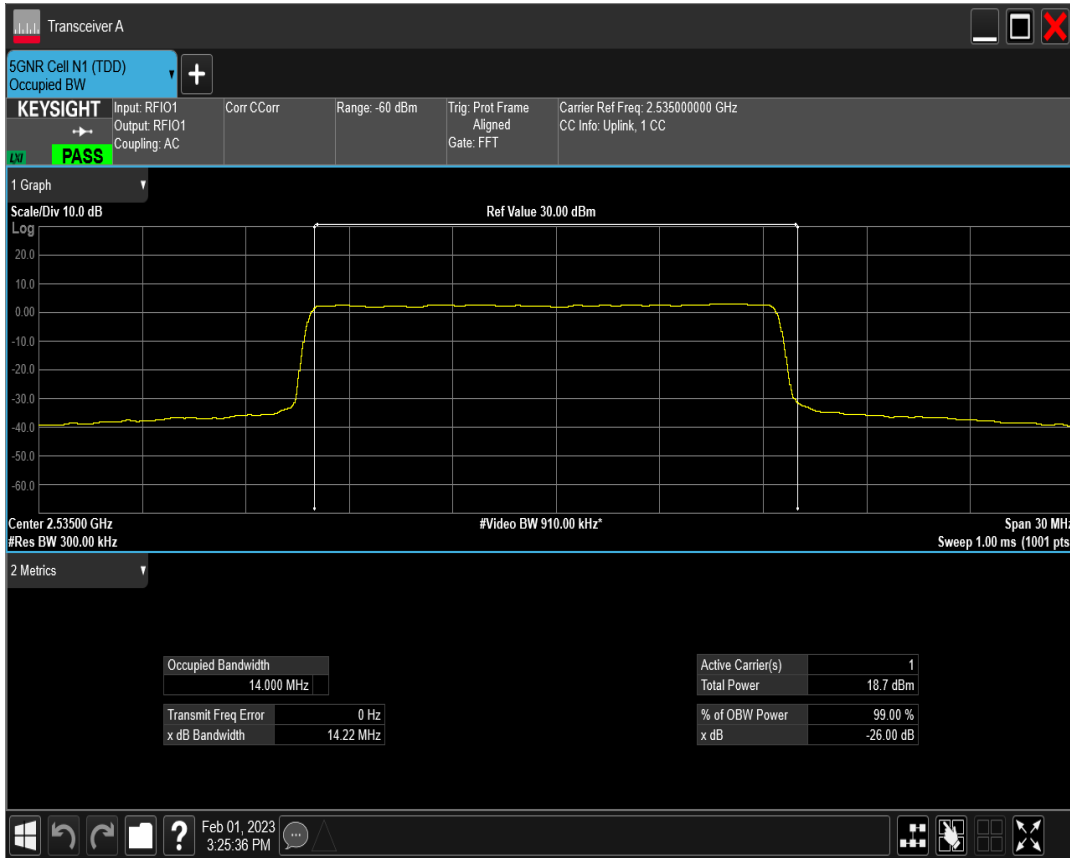 Transceiver A
5GNR Cell N1 (TDD)
Occupied BW
+
KEYSIGHT
LXI
PASS
Input: RFIO1
Output: RFIO1
Coupling: AC
Corr CCorr
Range: -60 dBm
Trig: Prot Frame
Aligned
Gate: FFT
Carrier Ref Freq: 2.535000000 GHz
CC Info: Uplink, 1 CC
1 Graph
Scale/Div 10.0 dB
Ref Value 30.00 dBm
Log
20.0
10.0
0.00
-10.0
-20.0
-30.0
-40.0
-50.0
-60.0
Center 2.53500 GHz
#Video BW 910.00 kHz*
Span 30 MHz
#Res BW 300.00 kHz
Sweep 1.00 ms (1001 pts
2 Metrics
Occupied Bandwidth
14.000 MHz
Transmit Freq Error 0 Hz
x dB Bandwidth 14.22 MHz
Active Carrier(s) 1
Total Power 18.7 dBm
% of OBW Power 99.00 %
x dB -26.00 dB
?
Feb 01, 2023
3:25:36 PM